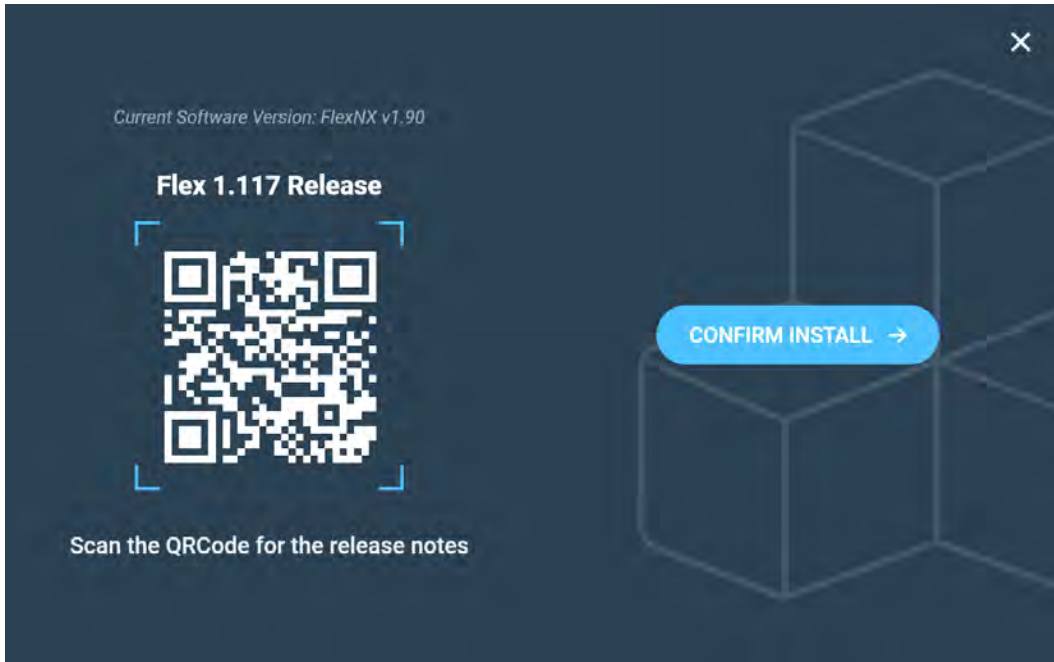 Current Software Version: FlexNX v1.90
Flex 1.117 Release
CONFIRM INSTALL →
Scan the QRCode for the release notes